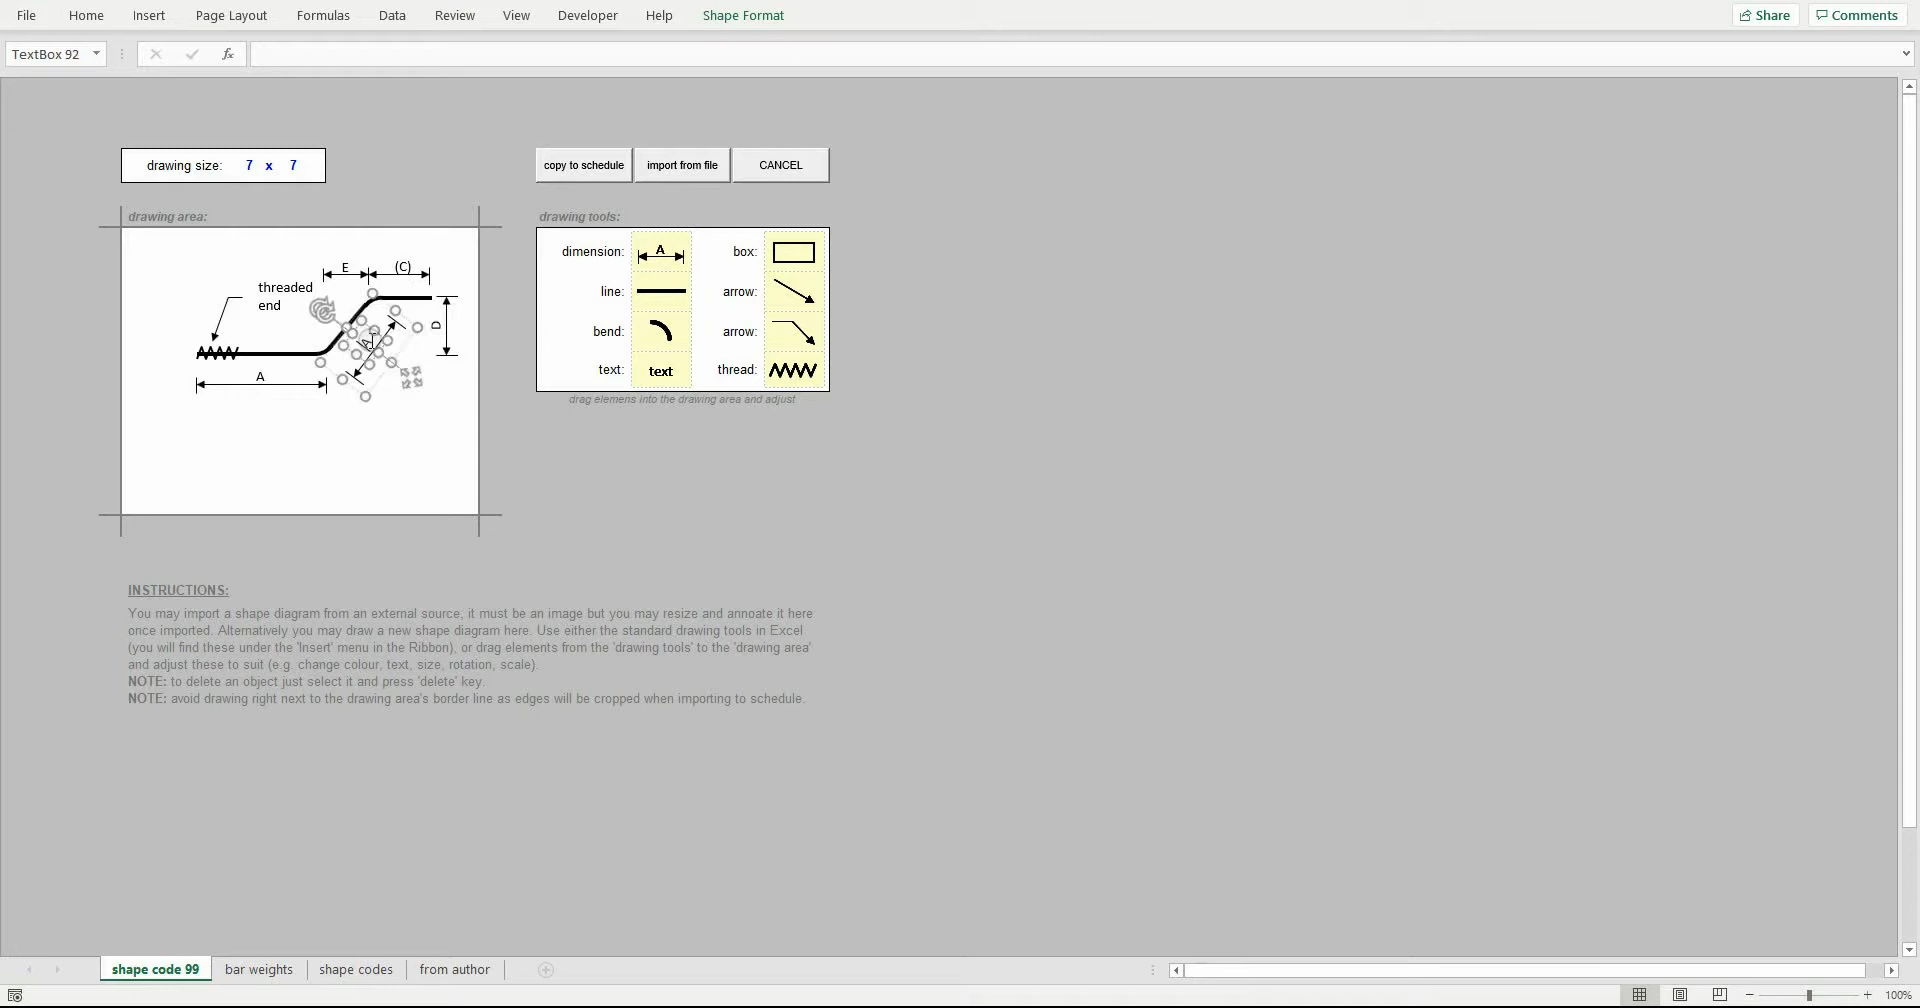 File Home Insert Page Layout Formulas Data Review View Developer Help Shape Format Share Comments
TextBox 92 fx
drawing size: 7 x 7
copy to schedule import from file CANCEL
drawing area:
drawing tools:
E (C)
threaded
end
D
A
A
dimension: A box:
line: arrow:
bend: arrow:
text: text thread:
drag elemens into the drawing area and adjust
INSTRUCTIONS:
You may import a shape diagram from an external source, it must be an image but you may resize and annoate it here
once imported. Alternatively you may draw a new shape diagram here. Use either the standard drawing tools in Excel
(you will find these under the 'Insert' menu in the Ribbon), or drag elements from the 'drawing tools' to the 'drawing area'
and adjust these to suit (e.g. change colour, text, size, rotation, scale).
NOTE: to delete an object just select it and press 'delete' key.
NOTE: avoid drawing right next to the drawing area's border line as edges will be cropped when importing to schedule.
shape code 99 bar weights shape codes from author
100%